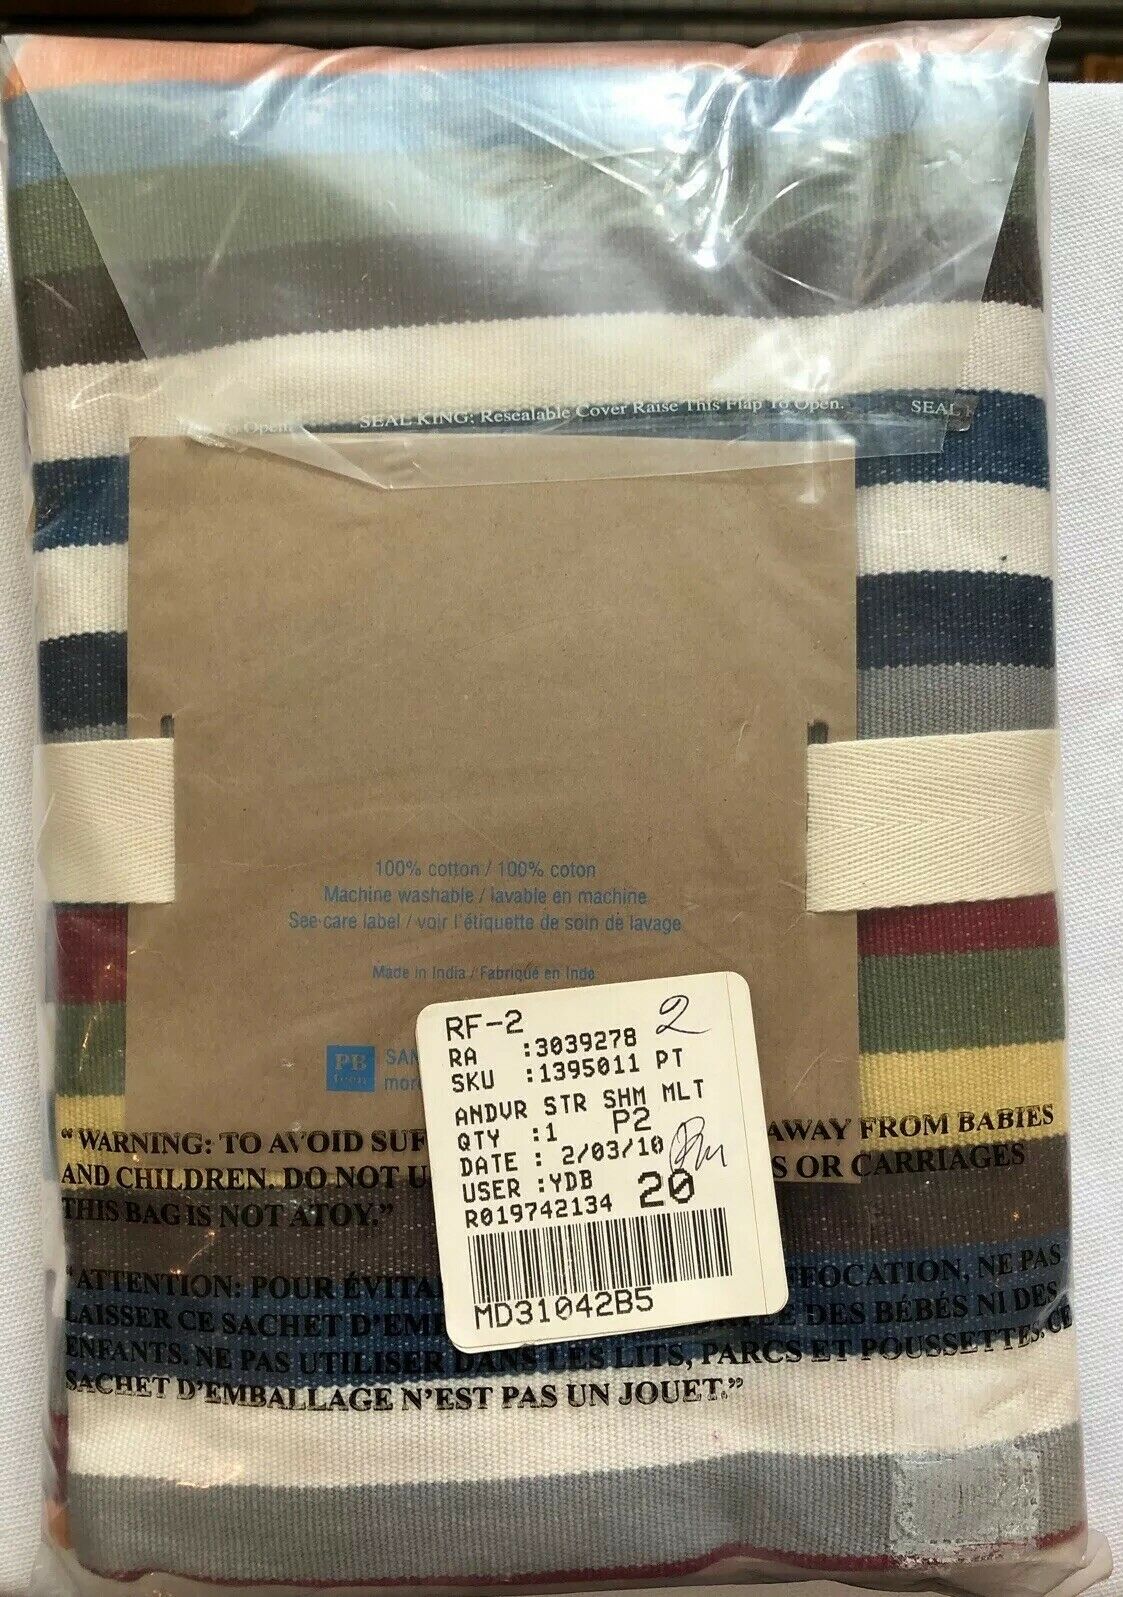 To Open.
SEAL KING: Resealable Cover Raise This Flap To Open.
SEAL
100% cotton / 100% coton
Machine washable / lavable en machine
See care label / voir l'étiquette de soin de lavage
Made in India / Fabriqué en Inde
PB
teen
RF-2
2
RA :3039278
SKU :1395011 PT
ANDVR STR SHM MLT
QTY :1 P2
DATE : 2/03/10
USER :YDB 20
R019742134
MD31042B5
“ WARNING: TO AVOID AWAY FROM BABIES
AND CHILDREN. DO NOT OR CARRIAGES
THIS BAG IS NOT A TOY.”
“ATTENTION: POUR NE PAS
LAISSER CE SACHET DES BÉBÉS NI DES
ENFANTS. NE PAS UTILISER DANS LES LITS, PARCS ET POUSSETTES. CE
SACHET D'EMBALLAGE N'EST PAS UN JOUET.”